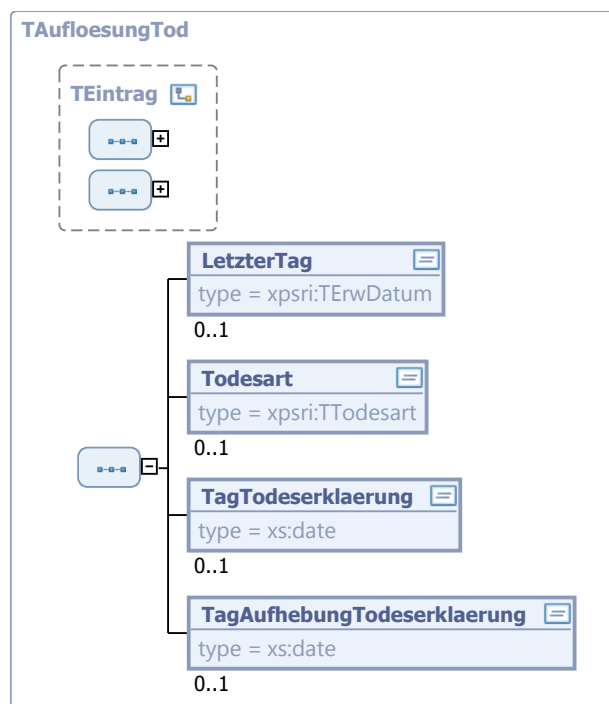 TAufloesungTod
TEintrag
LetzterTag
type = xpsri:TErwDatum
0..1
Todesart
type = xpsri:TTodesart
0..1
TagTodeserklaerung
type = xs:date
0..1
TagAufhebungTodeserklaerung
type = xs:date
0..1